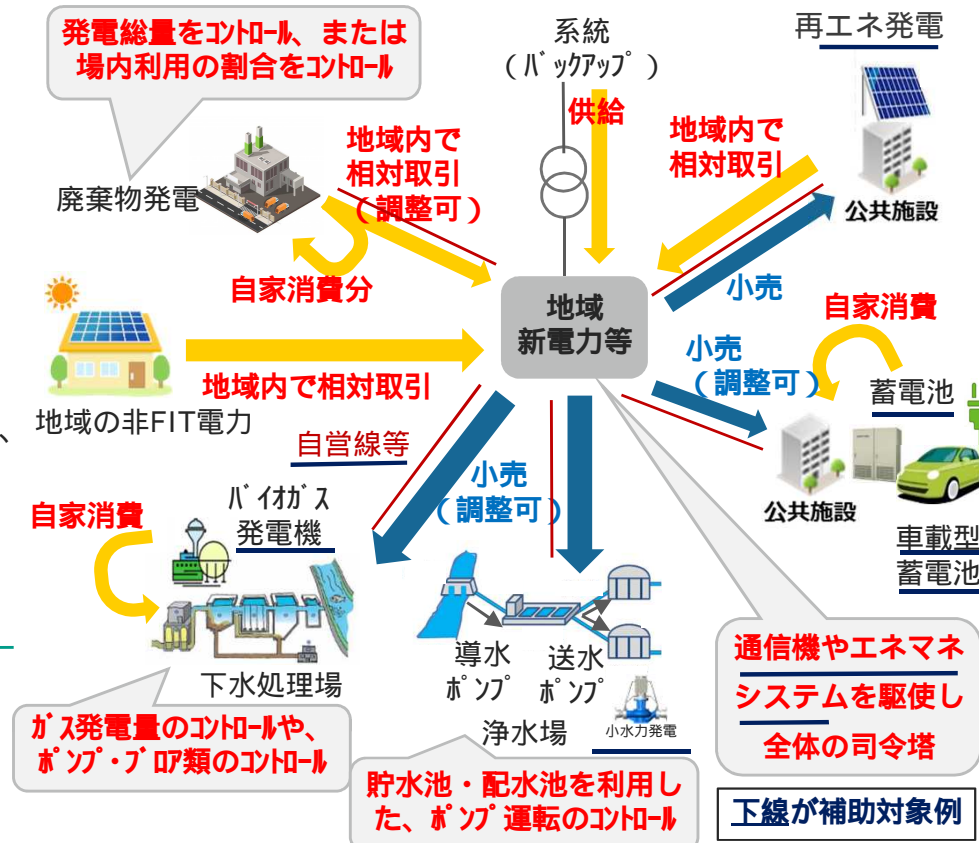 発電総量をコントロール、または
場内利用の割合をコントロール
系統
（バックアップ）
供給
再エネ発電
公共施設
廃棄物発電
地域内で
相対取引
（調整可）
自家消費分
地域内で
相対取引
小売
地域
新電力等
地域の非FIT電力
地域内で相対取引
小売
（調整可）
自家消費
蓄電池
公共施設
車載型
蓄電池
、
自営線等
小売
（調整可）
自家消費
バイオガス
発電機
下水処理場
導水
ポンプ
送水
ポンプ
浄水場
小水力発電
ガス発電量のコントロールや、
ポンプ・ブロア類のコントロール
貯水池・配水池を利用し
た、ポンプ運転のコントロール
通信機やエネマネ
システムを駆使し
全体の司令塔
下線が補助対象例